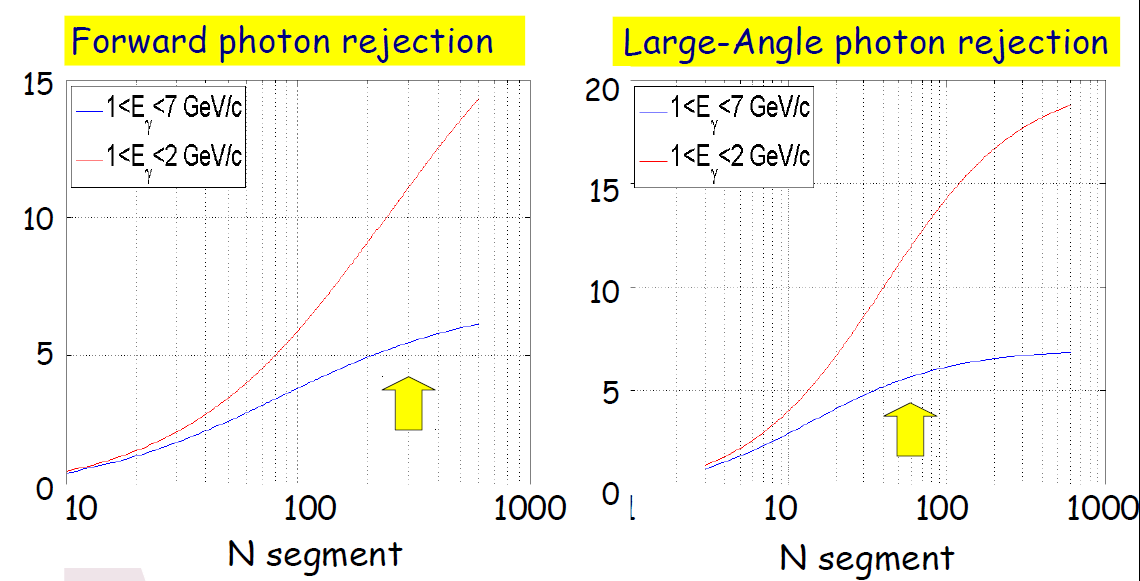 Forward photon rejection
15
10
5
0
1<Eγ<7 GeV/c
1<Eγ<2 GeV/c
10
100
1000
N segment
Large-Angle photon rejection
20
15
10
5
0
1<Eγ<7 GeV/c
1<Eγ<2 GeV/c
10
100
1000
N segment